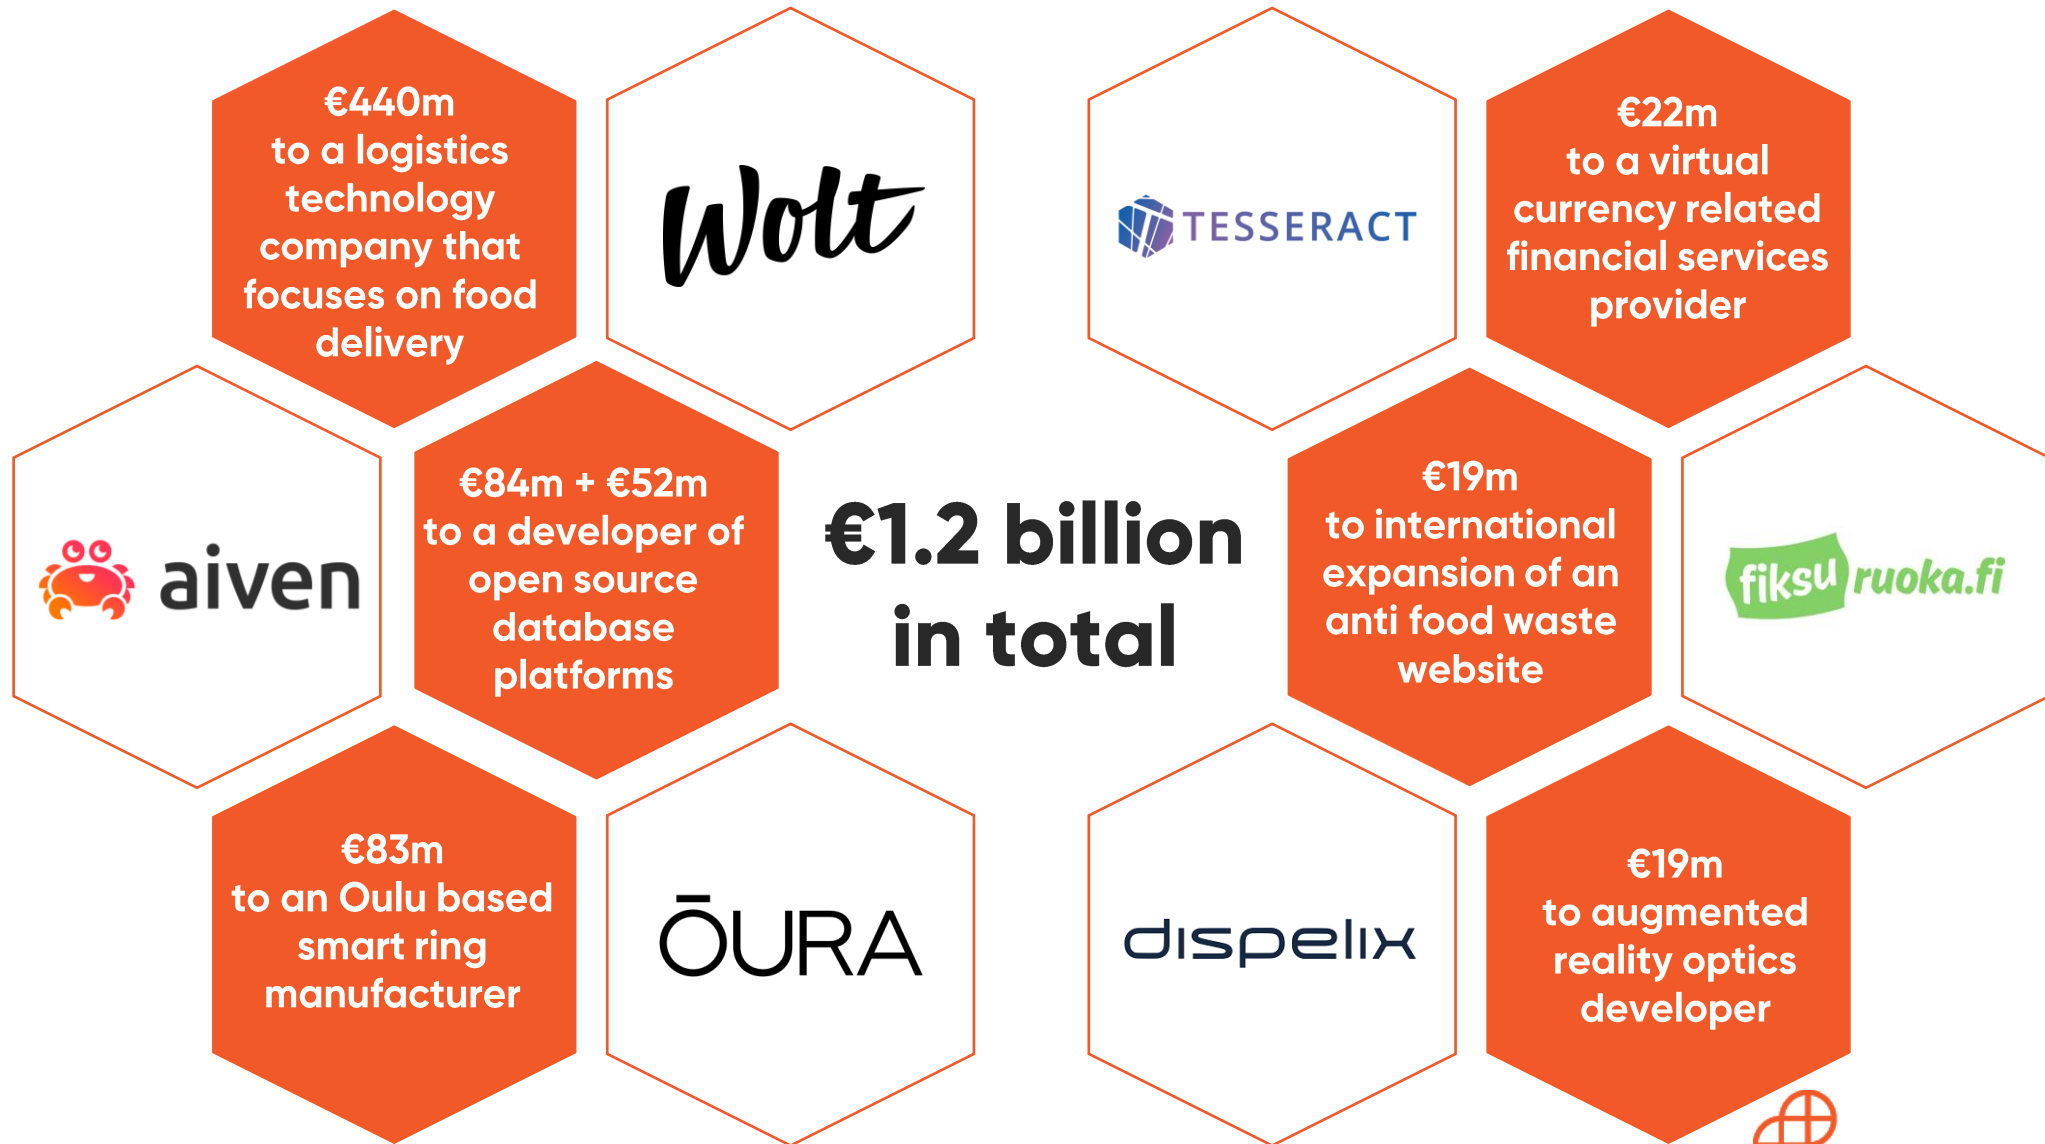 €440m
to a logistics
technology
company that
focuses on food
delivery
Wolt
TESSERACT
€22m
to a virtual
currency related
financial services
provider
aiven
€84m + €52m
to a developer of
open source
database
platforms
€1.2 billion
in total
€19m
to international
expansion of an
anti food waste
website
fiksu ruoka.fi
€83m
to an Oulu based
smart ring
manufacturer
ŌURA
dispelix
€19m
to augmented
reality optics
developer